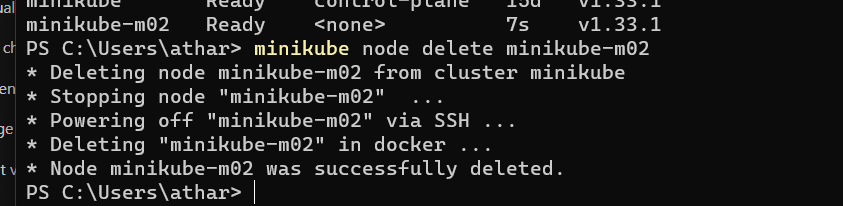 minikube Ready control-plane 15d v1.33.1
minikube-m02 Ready <none> 7s v1.33.1
PS C:\Users\athar> minikube node delete minikube-m02
* Deleting node minikube-m02 from cluster minikube
* Stopping node "minikube-m02" ...
* Powering off "minikube-m02" via SSH ...
* Deleting "minikube-m02" in docker ...
* Node minikube-m02 was successfully deleted.
PS C:\Users\athar>